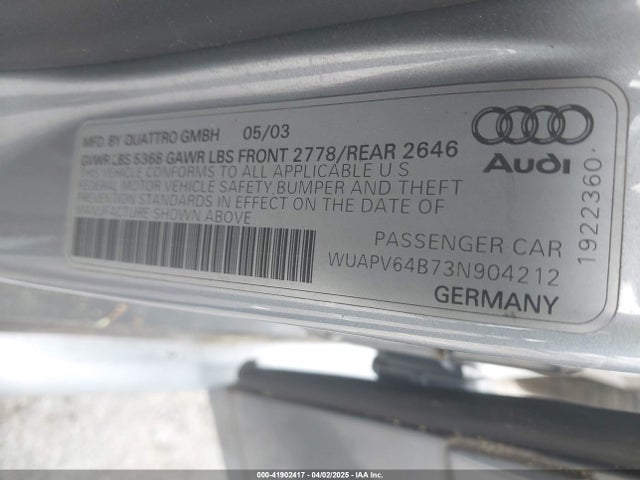 MFD. BY QUATTRO GMBH 05/03
GVWR LBS 5368 GAWR LBS FRONT 2778/REAR 2646
THIS VEHICLE CONFORMS TO ALL APPLICABLE U.S
FEDERAL MOTOR VEHICLE SAFETY,BUMPER AND THEFT
PREVENTION STANDARDS IN EFFECT ON THE DATE OF
MANUFACTURE SHOWN ABOVE
PASSENGER CAR
WUAPV64B73N904212
GERMANY
Audi
1922360
00-41902417 | 04/02/2025 | IAA Inc.